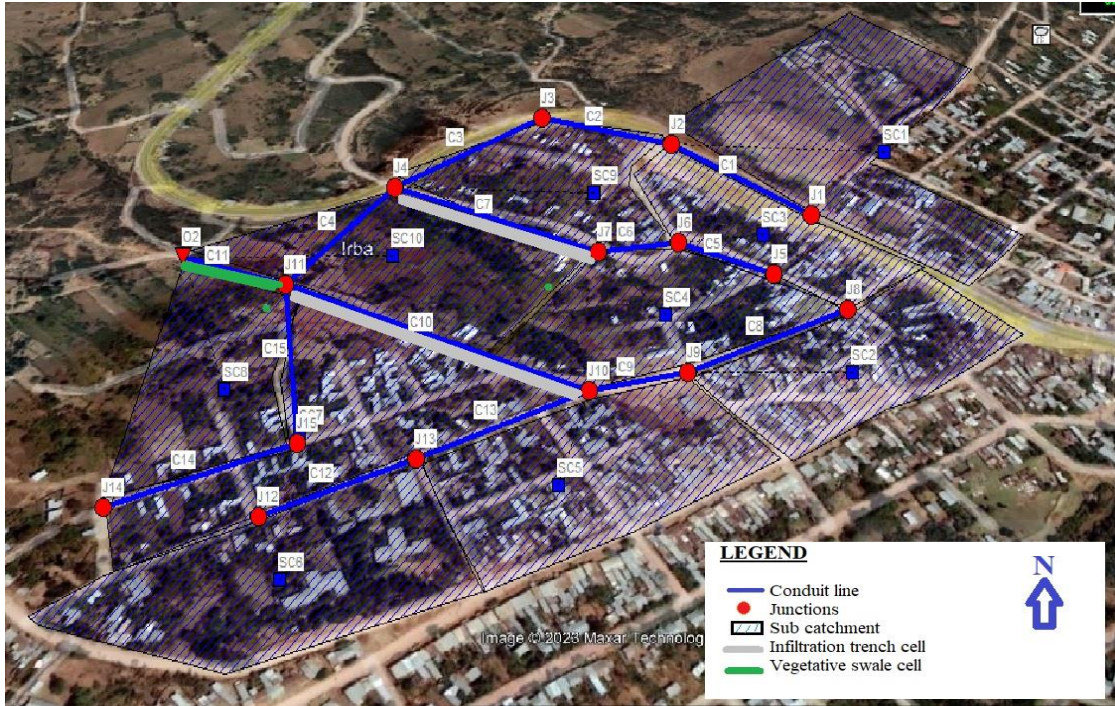 J3
C2
J2
C3
SC1
C1
J4
SC9
J1
C7
SC3
C4
J6
O2
Irba
SC10
J7
C6
C11
C5
J5
J11
J8
SC4
C10
C8
C15
SC8
J10
C9
J9
SC2
C13
J15
J13
C14
C12
J14
J12
SC5
SC6
Image © 2023 Maxar Technolog
LEGEND
N
Conduit line
Junctions
Sub catchment
Infiltration trench cell
Vegetative swale cell